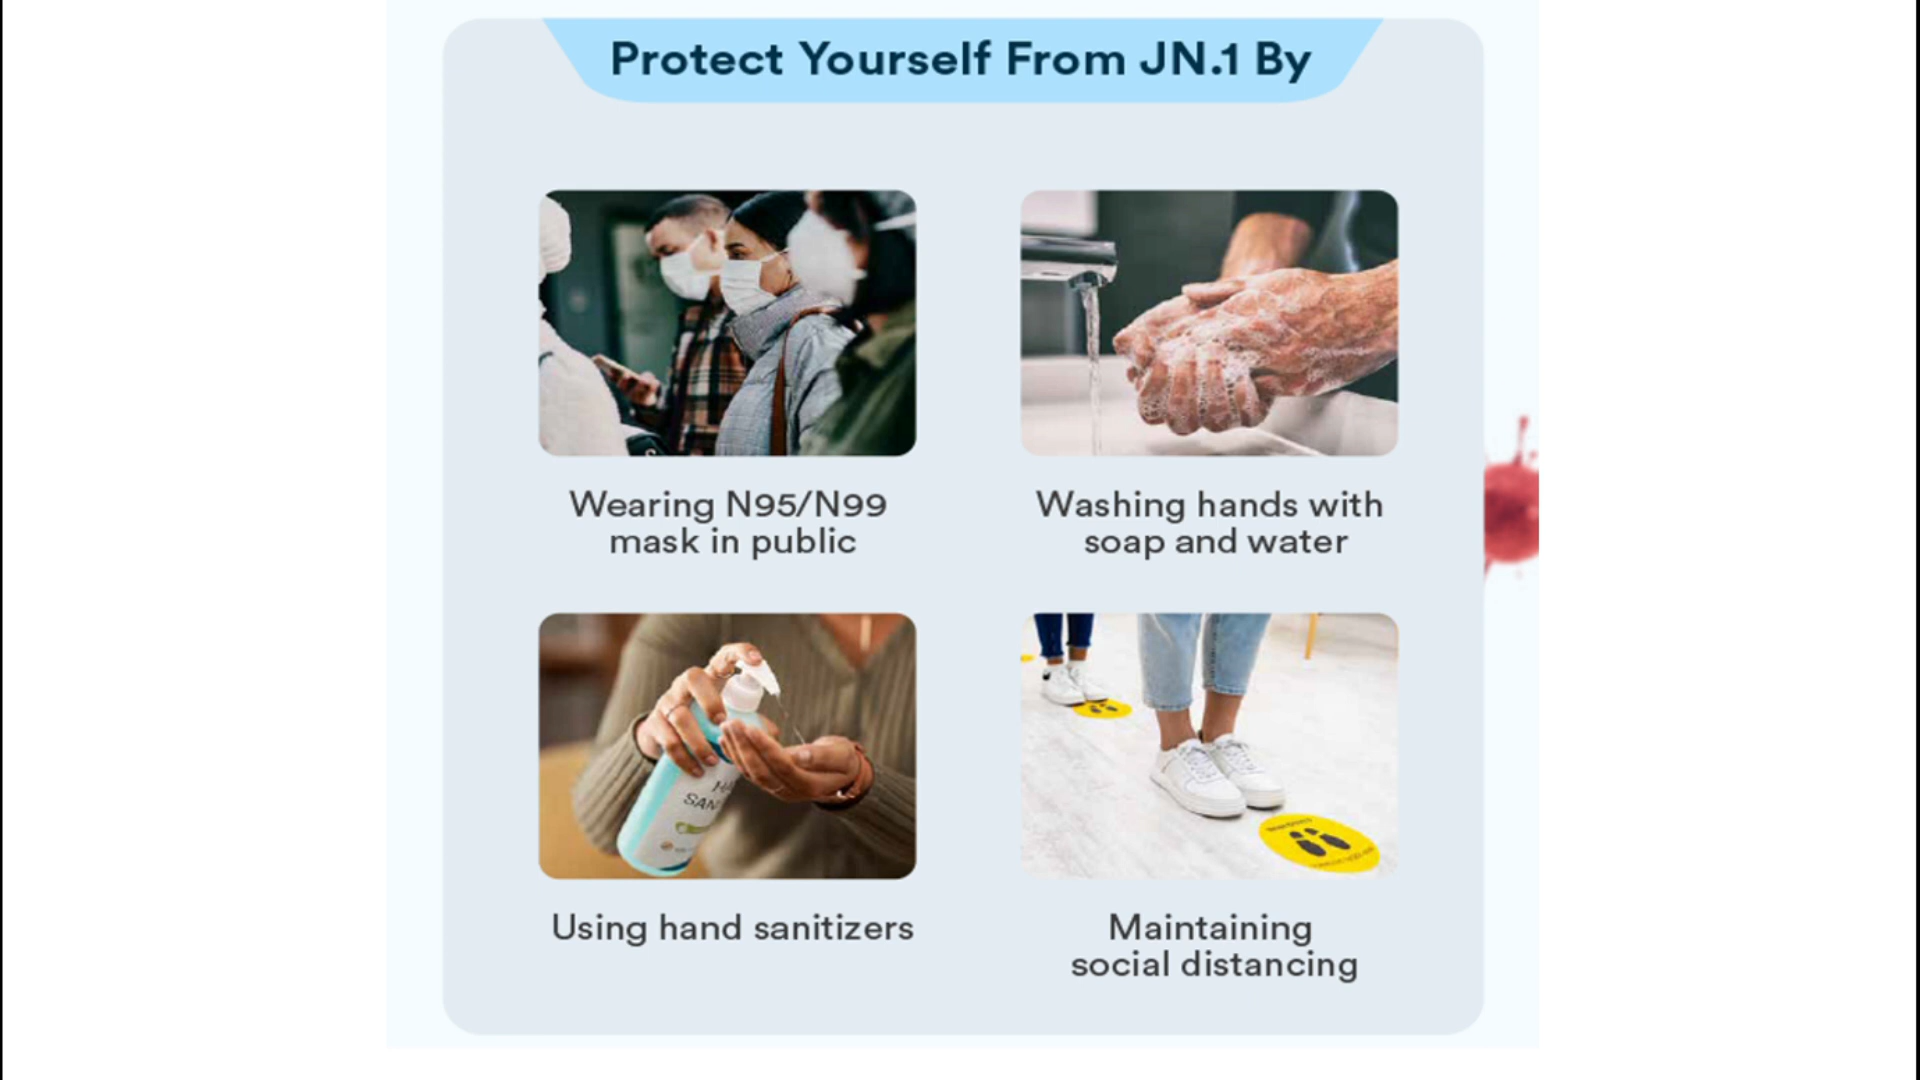 Protect Yourself From JN.1 By
Wearing N95/N99
mask in public
Washing hands with
soap and water
Using hand sanitizers
Maintaining
social distancing